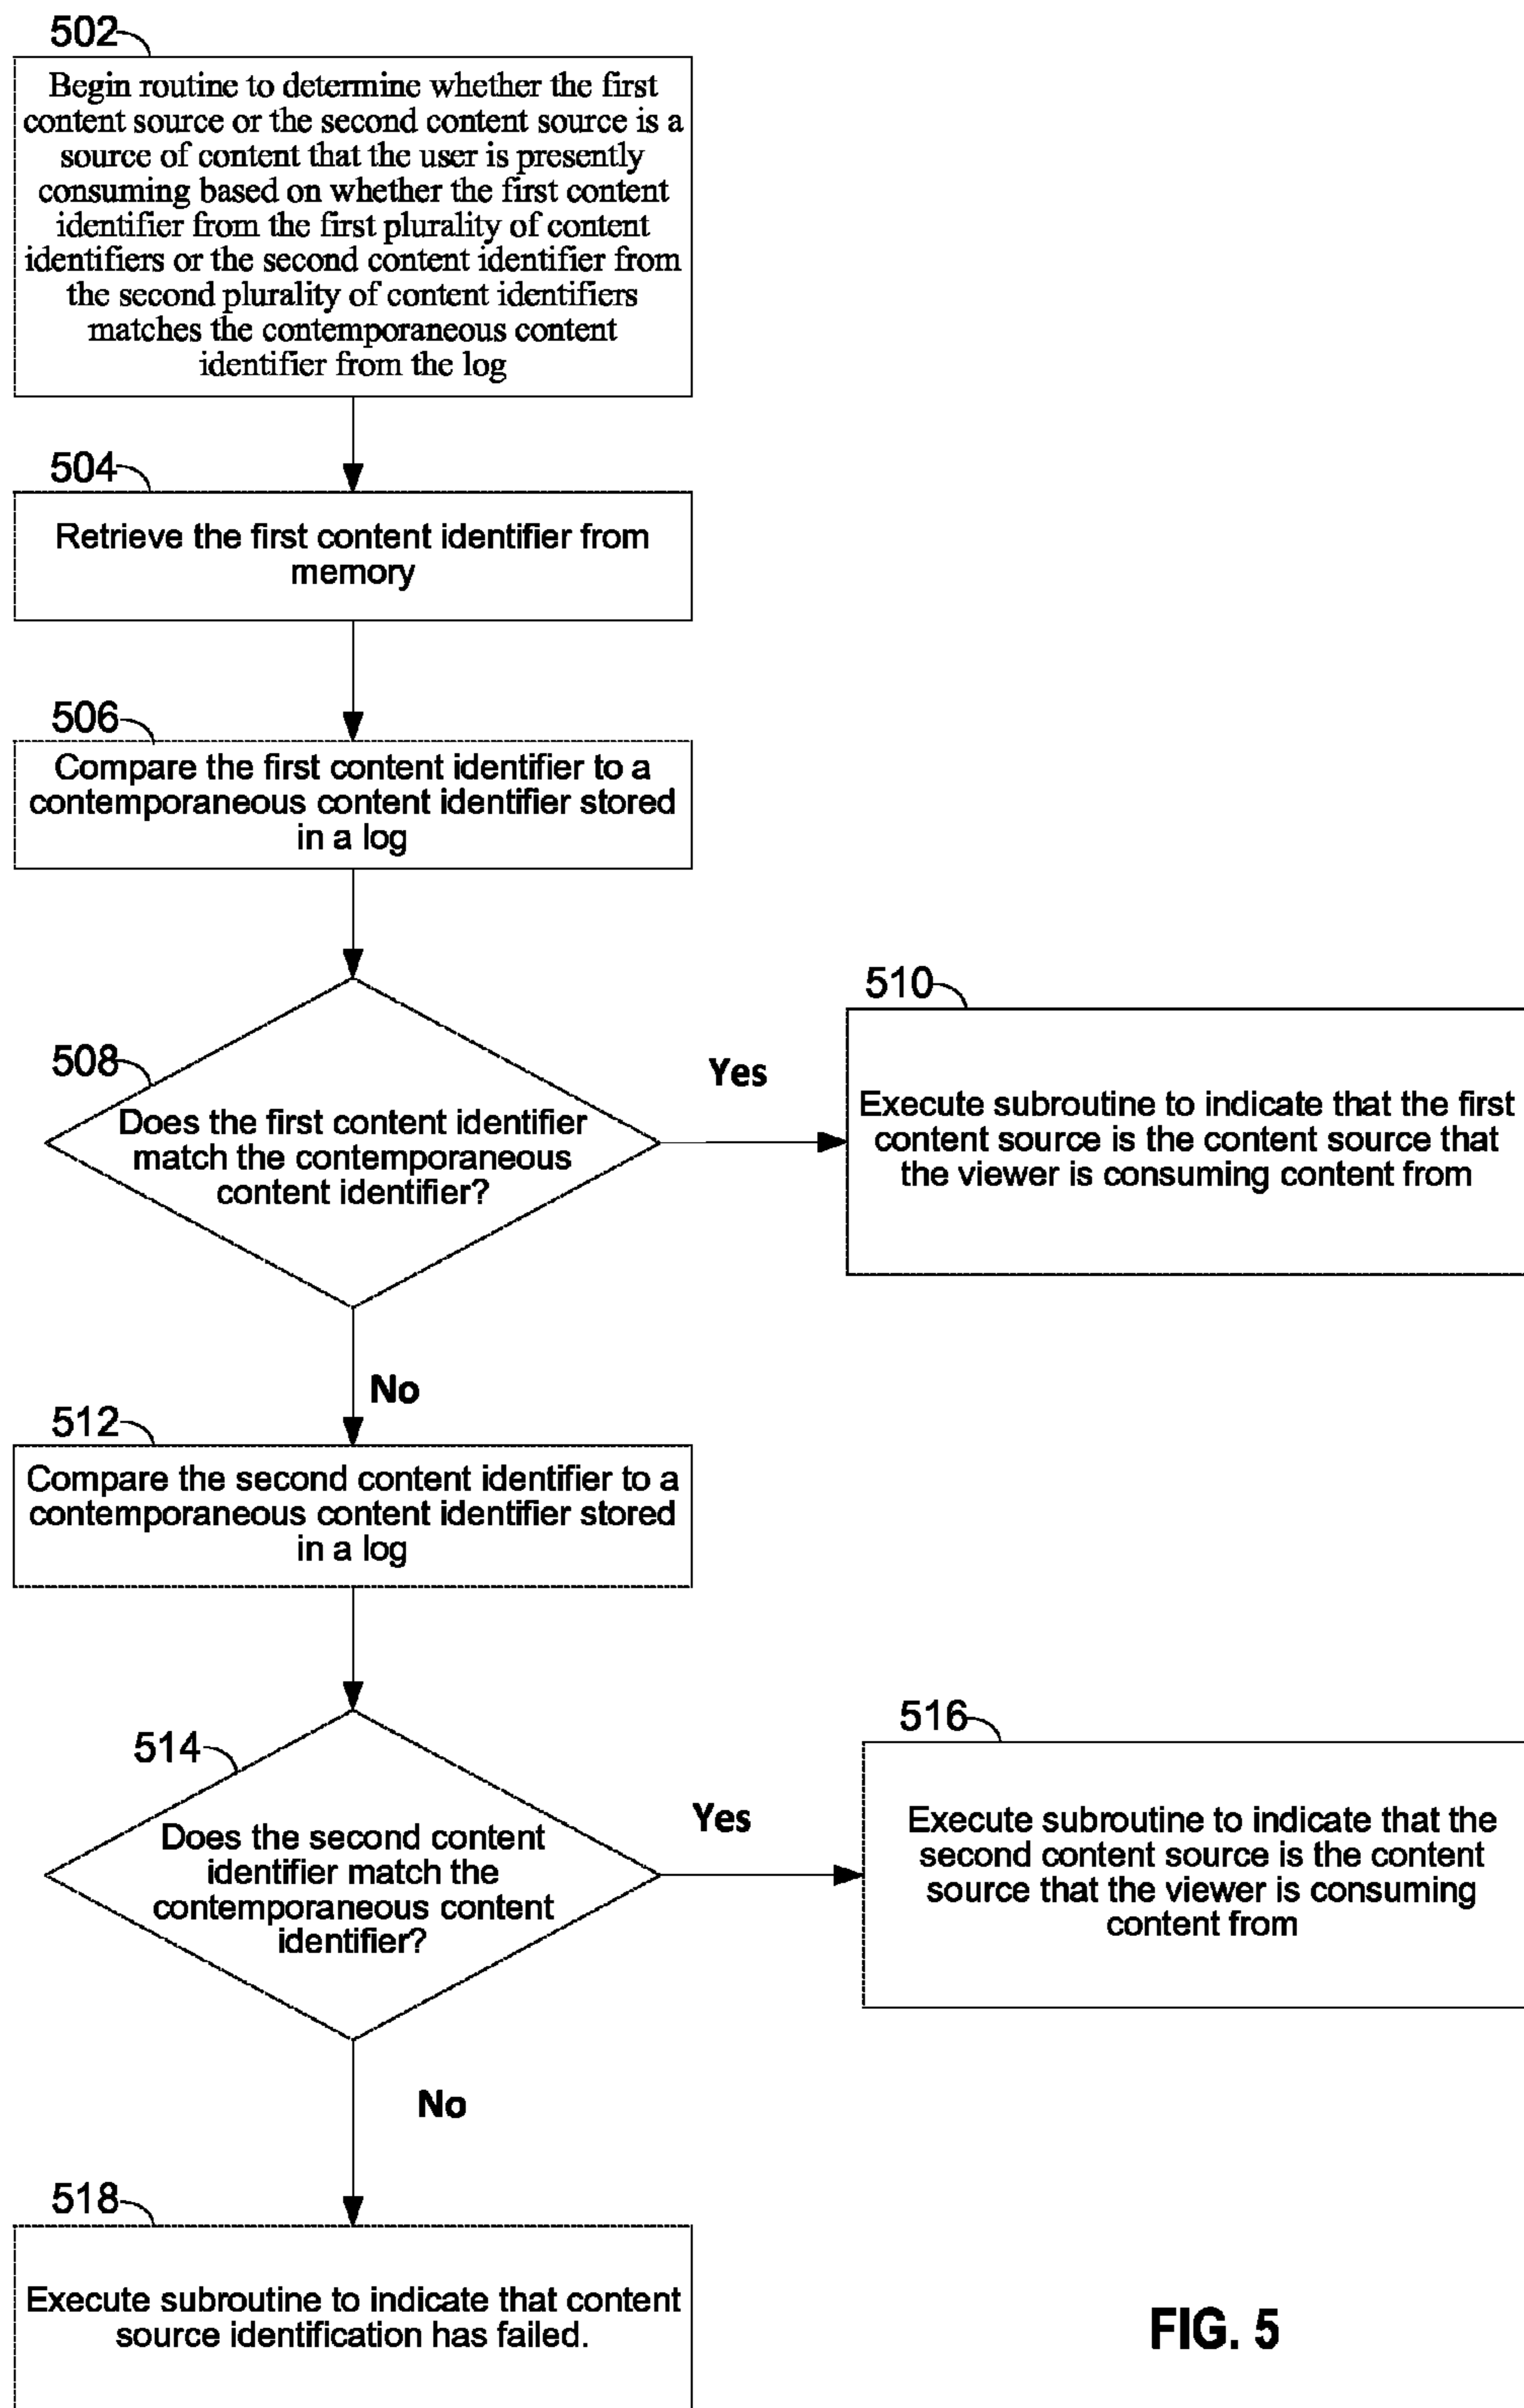 502
Begin routine to determine whether the first
content source or the second content source is a
source of content that the user is presently
consuming based on whether the first content
identifier from the first plurality of content
identifiers or the second content identifier from
the second plurality of content identifiers
matches the contemporaneous content
identifier from the log
504
Retrieve the first content identifier from
memory
506
Compare the first content identifier to a
contemporaneous content identifier stored
in a log
508
Does the first content identifier
match the contemporaneous
content identifier?
Yes
510
Execute subroutine to indicate that the first
content source is the content source that
the viewer is consuming content from
No
512
Compare the second content identifier to a
contemporaneous content identifier stored
in a log
514
Does the second content
identifier match the
contemporaneous content
identifier?
Yes
516
Execute subroutine to indicate that the
second content source is the content
source that the viewer is consuming
content from
No
518
Execute subroutine to indicate that content
source identification has failed.
FIG. 5